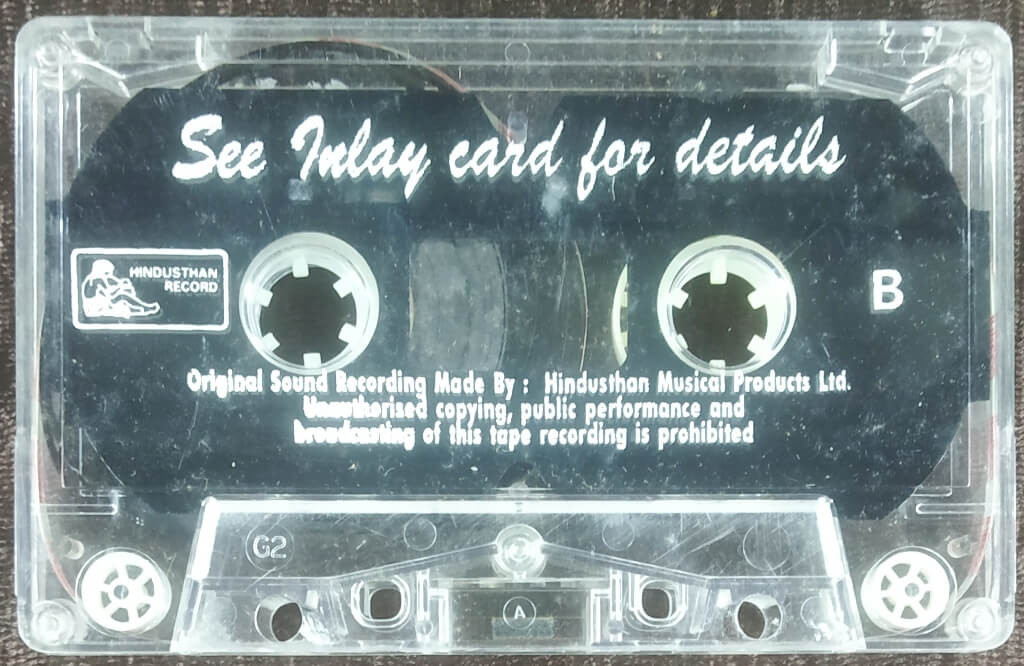 See Inlay card for details
HINDUSTHAN
RECORD
B
Original Sound Recording Made By : Hindusthan Musical Products Ltd.
Unauthorised copying, public performance and
broadcasting of this tape recording is prohibited
G2
A